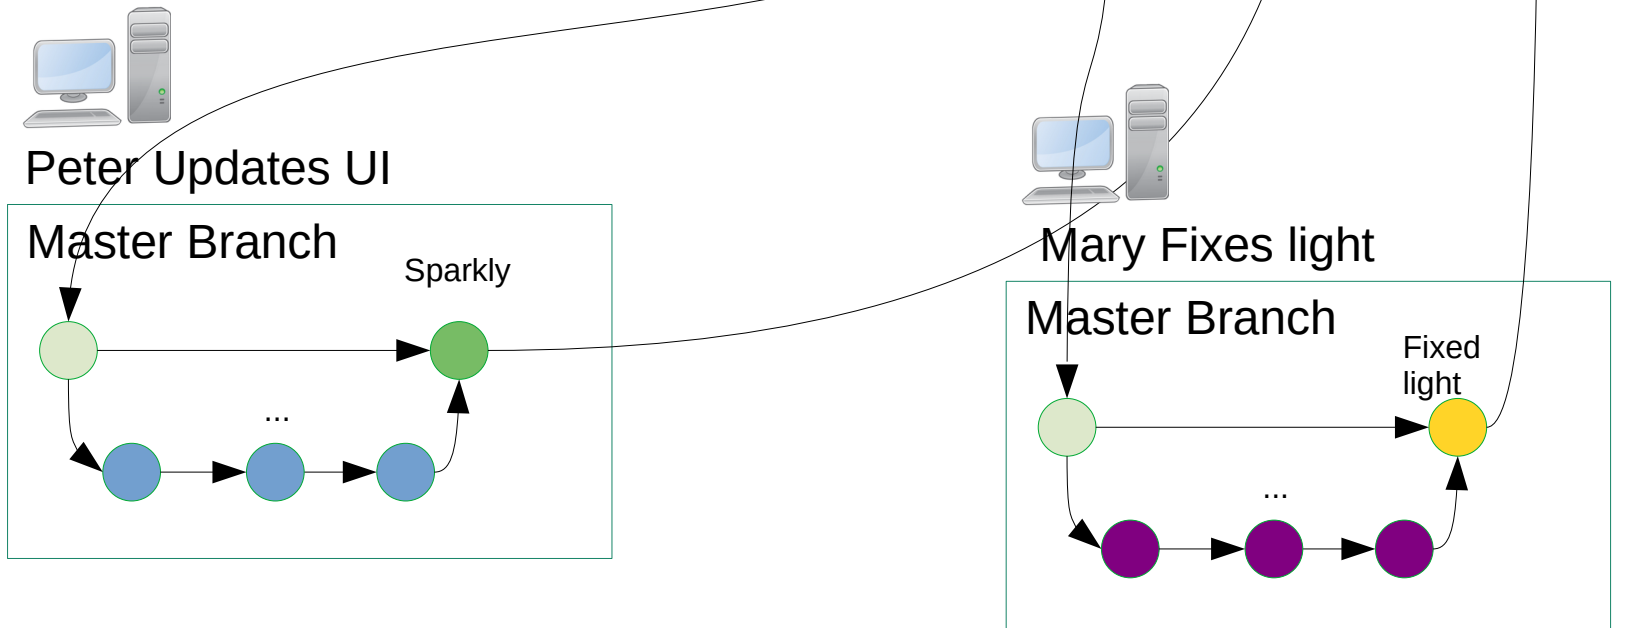 Peter Updates UI
Master Branch
Sparkly
...
Mary Fixes light
Master Branch
Fixed
light
...